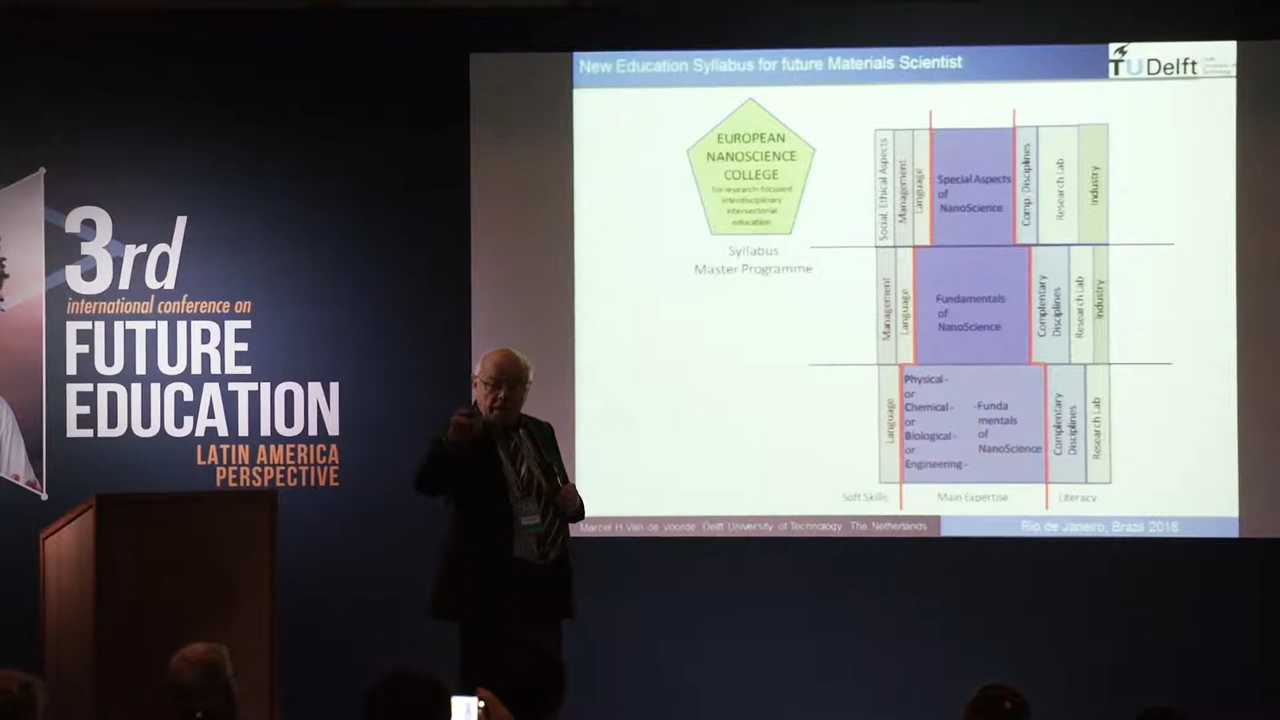 3rd
international conference on
FUTURE
EDUCATION
LATIN AMERICA
PERSPECTIVE
New Education Syllabus for future Materials Scientist
TUDelft
EUROPEAN
NANOSCIENCE
COLLEGE
for research-focused
interdisciplinary
intersectorial
education
Syllabus
Master Programme
Social, Ethical Aspects
Management
Language
Special Aspects
of
NanoScience
Comp. Disciplines
Research Lab
Industry
Management
Language
Fundamentals
of
NanoScience
Complentary
Disciplines
Research Lab
Industry
Language
Physical-
or
Chemical-
or
Biological-
or
Engineering-
-Funda
mentals
of
NanoScience
Complentary
Disciplines
Research Lab
Soft Skills
Main Expertise
Literacy
Marcel H Van de Voorde Delft University of Technology The Netherlands
Rio de Janeiro, Brazil 2018